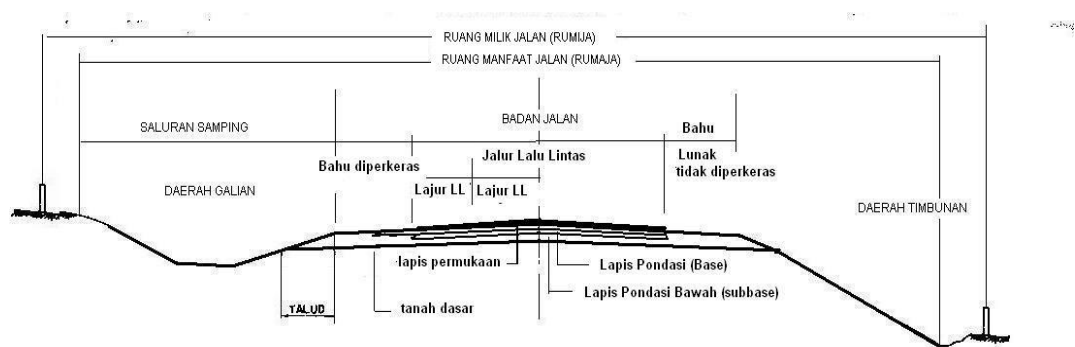 RUANG MILIK JALAN (RUMIJA)
RUANG MANFAAT JALAN (RUMAJA)
SALURAN SAMPING
BADAN JALAN
Bahu
Bahu diperkeras
Jalur Lalu Lintas
Lunak
tidak diperkeras
DAERAH GALIAN
Lajur LL
Lajur LL
DAERAH TIMBUNAN
lapis permukaan
Lapis Pondasi (Base)
Lapis Pondasi Bawah (subbase)
TALUD
tanah dasar